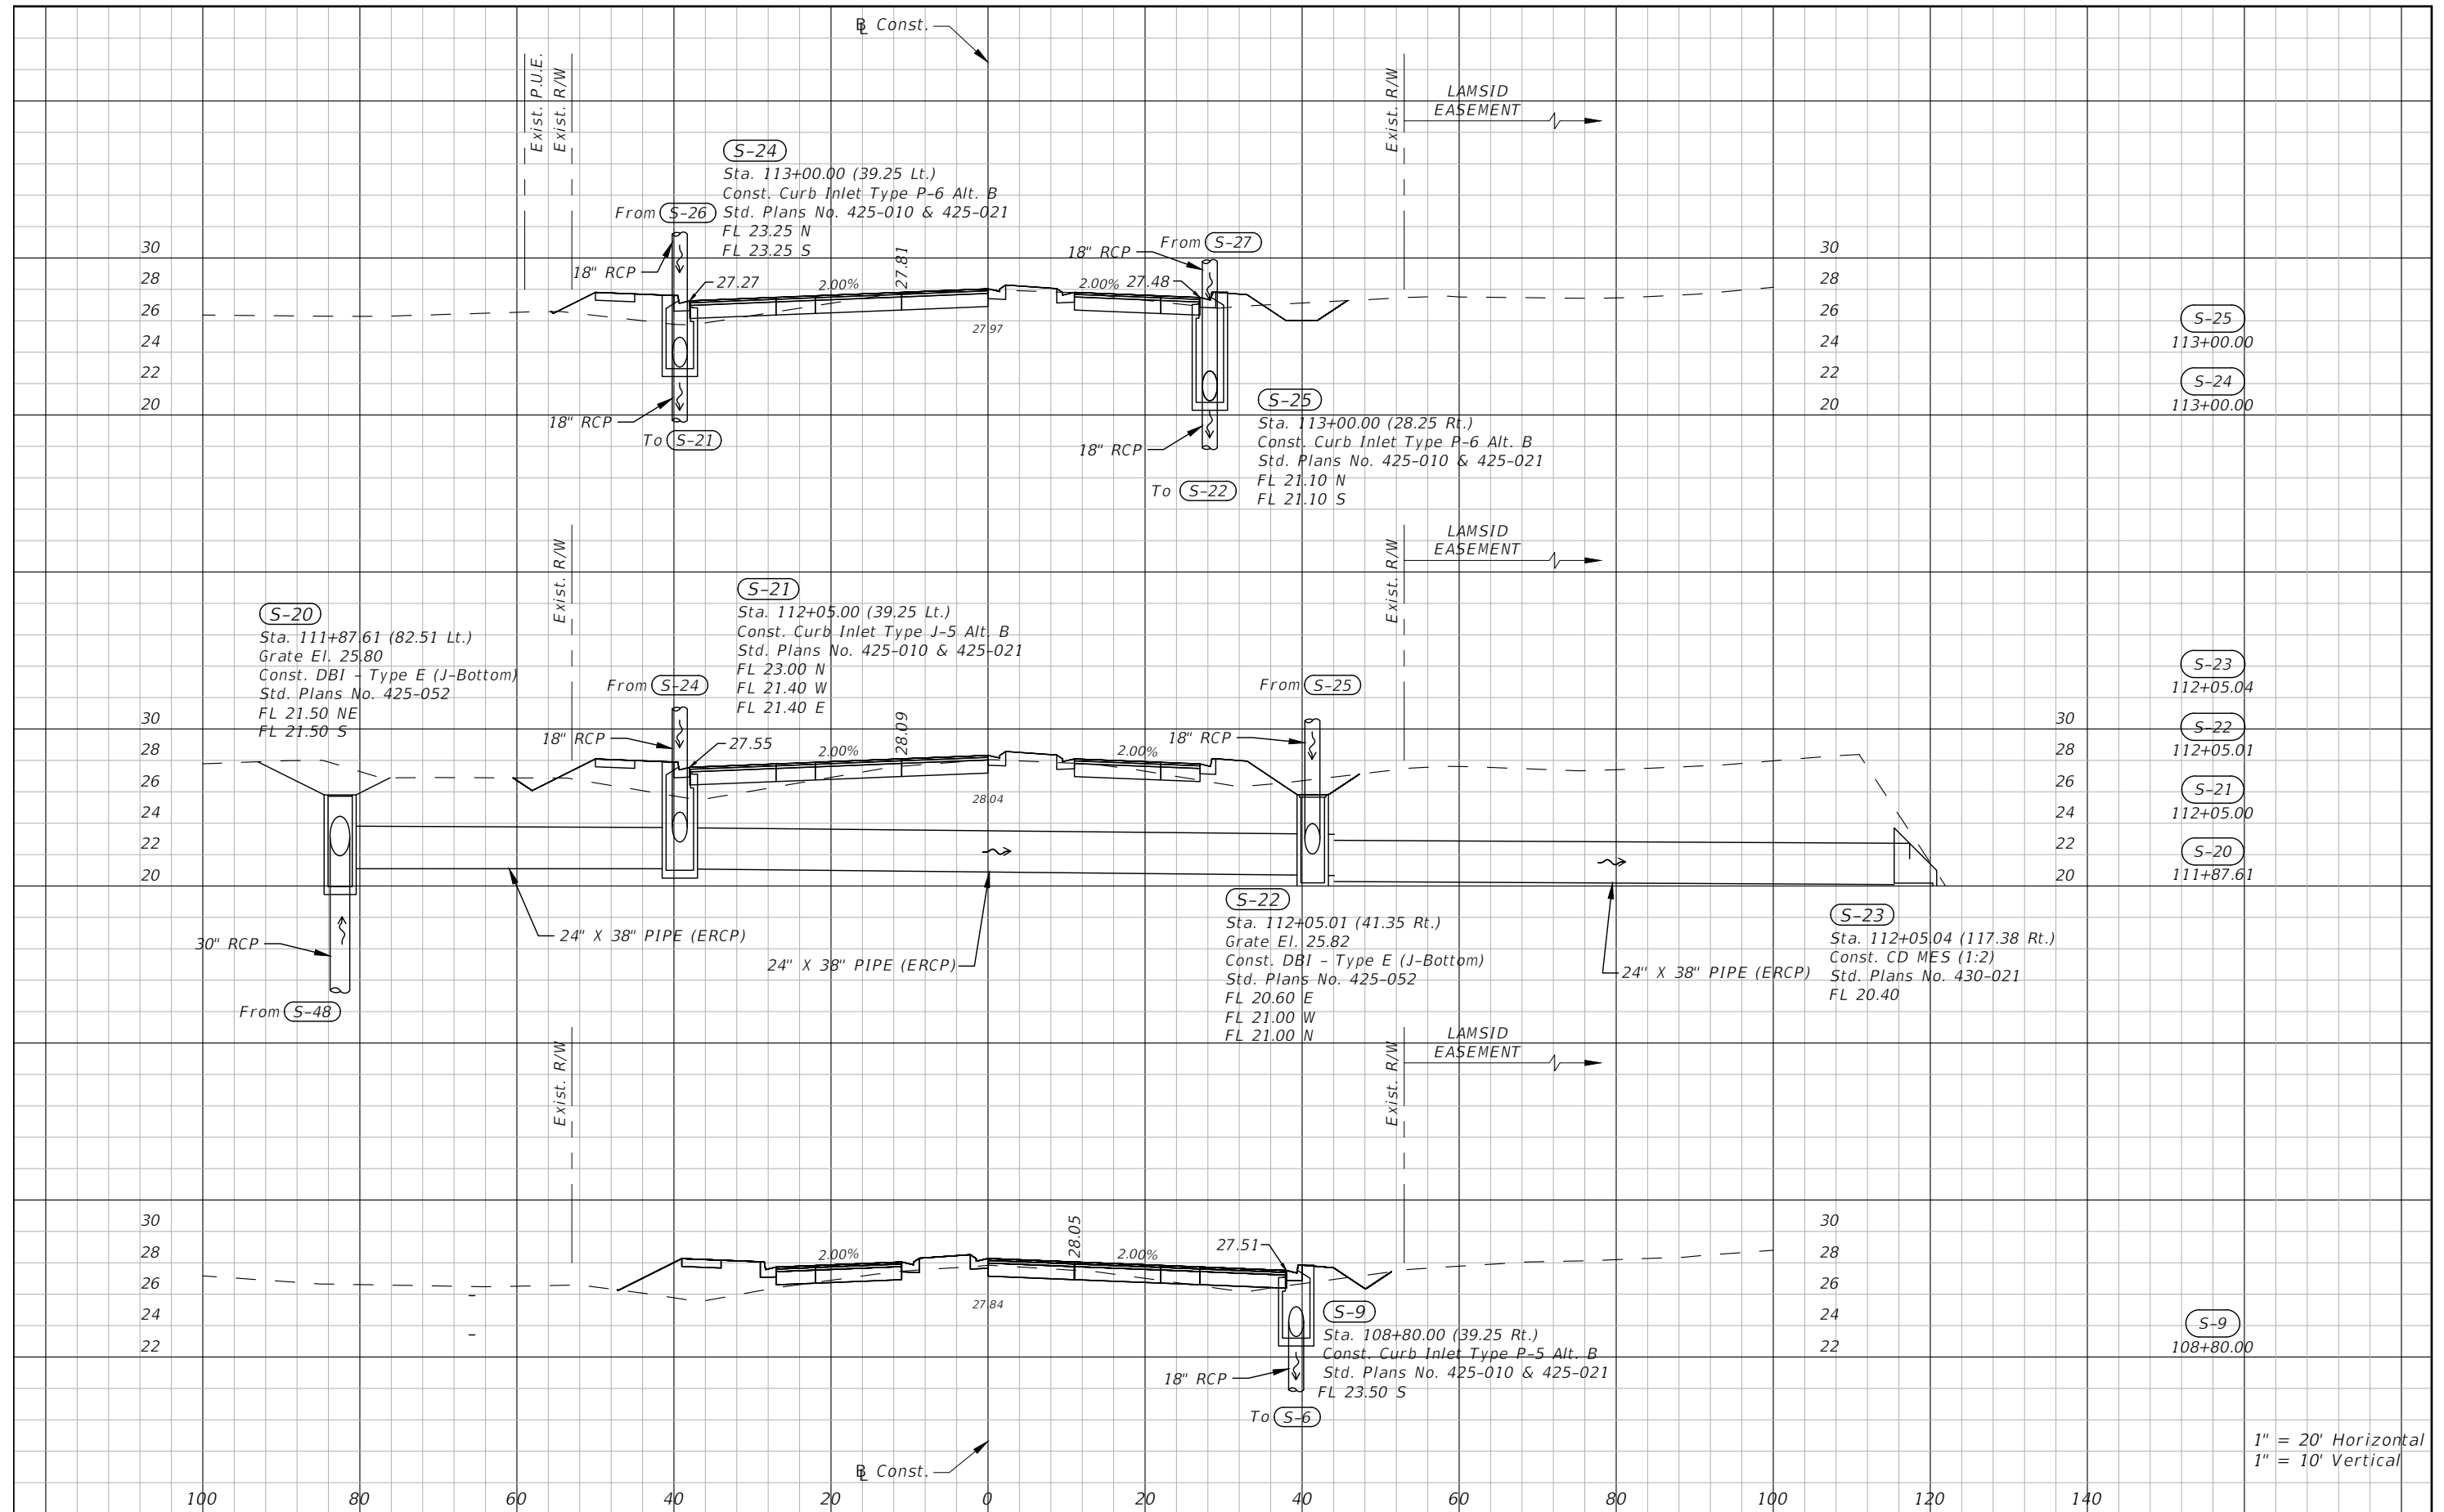 ℄ Const.
Exist. P.U.E.
Exist. R/W
Exist. R/W
LAMSID
EASEMENT
S-24
Sta. 113+00.00 (39.25 Lt.)
Const. Curb Inlet Type P-6 Alt. B
Std. Plans No. 425-010 & 425-021
FL 23.25 N
FL 23.25 S
From S-26
18" RCP
From S-27
18" RCP
27.27
2.00%
27.81
2.00%
27.48
27.97
30
28
26
24
22
20
30
28
26
24
22
20
S-25
113+00.00
S-24
113+00.00
18" RCP
To S-21
18" RCP
To S-22
S-25
Sta. 113+00.00 (28.25 Rt.)
Const. Curb Inlet Type P-6 Alt. B
Std. Plans No. 425-010 & 425-021
FL 21.10 N
FL 21.10 S
Exist. R/W
Exist. R/W
LAMSID
EASEMENT
S-20
Sta. 111+87.61 (82.51 Lt.)
Grate El. 25.80
Const. DBI - Type E (J-Bottom)
Std. Plans No. 425-052
FL 21.50 NE
FL 21.50 S
S-21
Sta. 112+05.00 (39.25 Lt.)
Const. Curb Inlet Type J-5 Alt. B
Std. Plans No. 425-010 & 425-021
FL 23.00 N
FL 21.40 W
FL 21.40 E
From S-24
18" RCP
From S-25
18" RCP
27.55
2.00%
28.09
2.00%
28.04
30
28
26
24
22
20
30
28
26
24
22
20
S-23
112+05.04
S-22
112+05.01
S-21
112+05.00
S-20
111+87.61
30" RCP
From S-48
24" X 38" PIPE (ERCP)
24" X 38" PIPE (ERCP)
24" X 38" PIPE (ERCP)
S-22
Sta. 112+05.01 (41.35 Rt.)
Grate El. 25.82
Const. DBI - Type E (J-Bottom)
Std. Plans No. 425-052
FL 20.60 E
FL 21.00 W
FL 21.00 N
S-23
Sta. 112+05.04 (117.38 Rt.)
Const. CD MES (1:2)
Std. Plans No. 430-021
FL 20.40
Exist. R/W
Exist. R/W
LAMSID
EASEMENT
30
28
26
24
22
2.00%
28.05
2.00%
27.51
27.84
30
28
26
24
22
S-9
Sta. 108+80.00 (39.25 Rt.)
Const. Curb Inlet Type P-5 Alt. B
Std. Plans No. 425-010 & 425-021
FL 23.50 S
18" RCP
To S-6
S-9
108+80.00
℄ Const.
1" = 20' Horizontal
1" = 10' Vertical
100 80 60 40 20 0 20 40 60 80 100 120 140